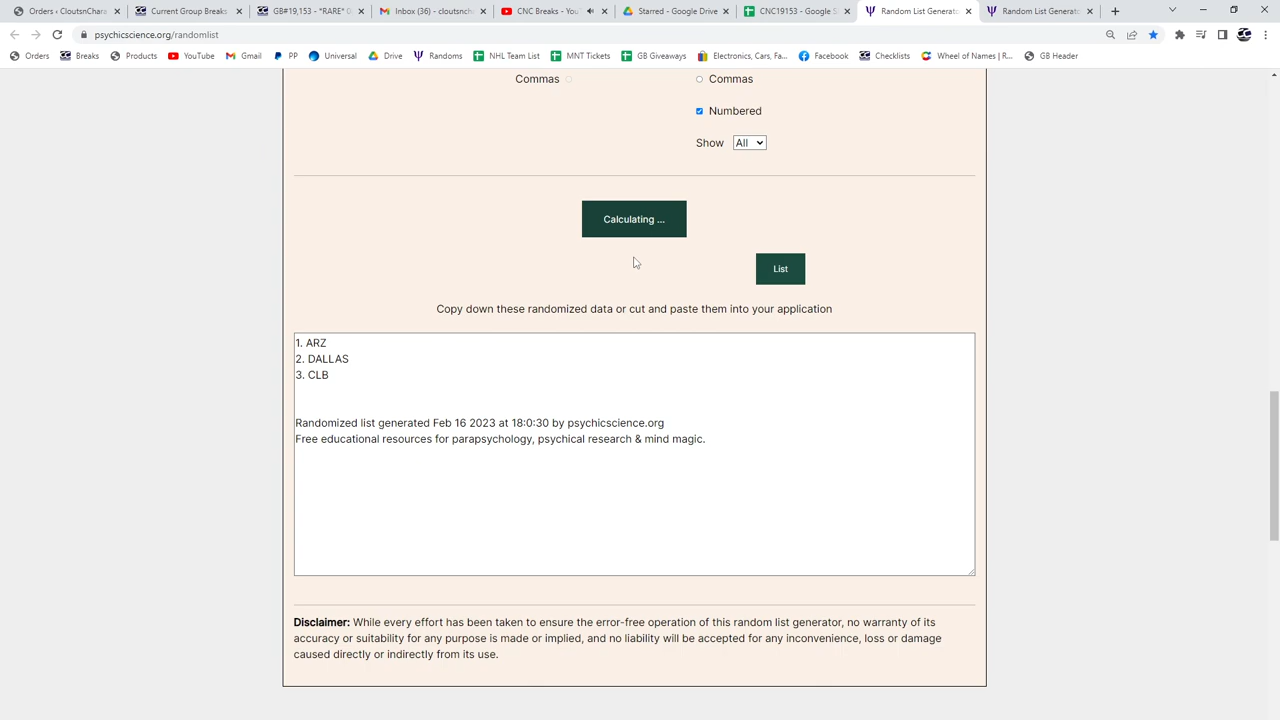 Orders ‹ CloutsnChara
Current Group Breaks
GB#19,153 - *RARE* O
Inbox (36) - cloutsnch
CNC Breaks - You
Starred - Google Drive
CNC19153 - Google S
Random List Generato
Random List Generato
psychicscience.org/randomlist
Orders
Breaks
Products
YouTube
Gmail
PP
Universal
Drive
Randoms
NHL Team List
MNT Tickets
GB Giveaways
Electronics, Cars, Fa...
Facebook
Checklists
Wheel of Names | R...
GB Header
Commas
Commas
Numbered
Show
All
Calculating ...
List
Copy down these randomized data or cut and paste them into your application
1. ARZ
2. DALLAS
3. CLB
Randomized list generated Feb 16 2023 at 18:0:30 by psychicscience.org
Free educational resources for parapsychology, psychical research & mind magic.
Disclaimer: While every effort has been taken to ensure the error-free operation of this random list generator, no warranty of its
accuracy or suitability for any purpose is made or implied, and no liability will be accepted for any inconvenience, loss or damage
caused directly or indirectly from its use.